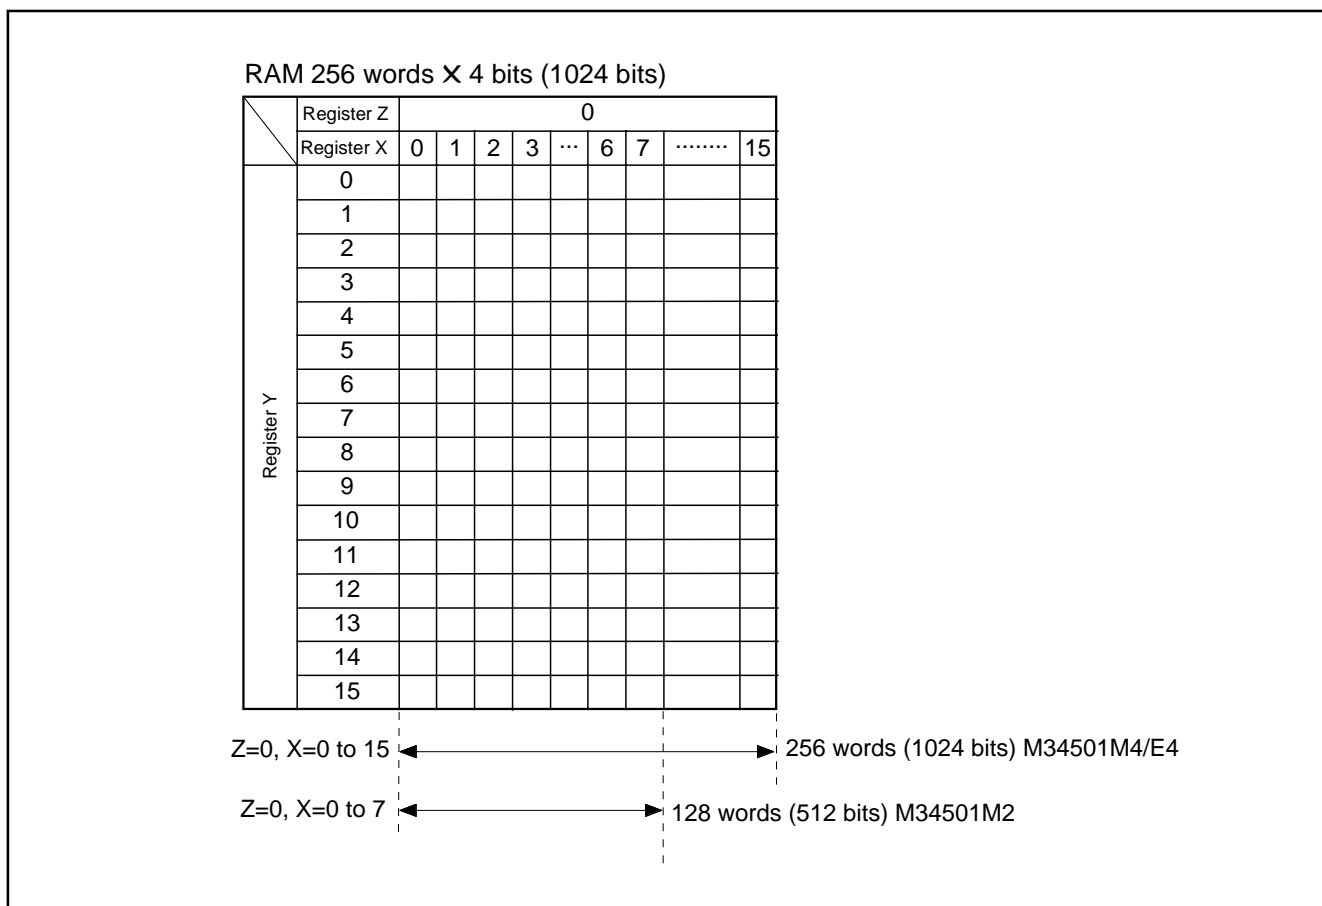 RAM 256 words × 4 bits (1024 bits)
Register Z 0
Register X 0 1 2 3 ··· 6 7 ········ 15
Register Y
0
1
2
3
4
5
6
7
8
9
10
11
12
13
14
15
Z=0, X=0 to 15 256 words (1024 bits) M34501M4/E4
Z=0, X=0 to 7 128 words (512 bits) M34501M2